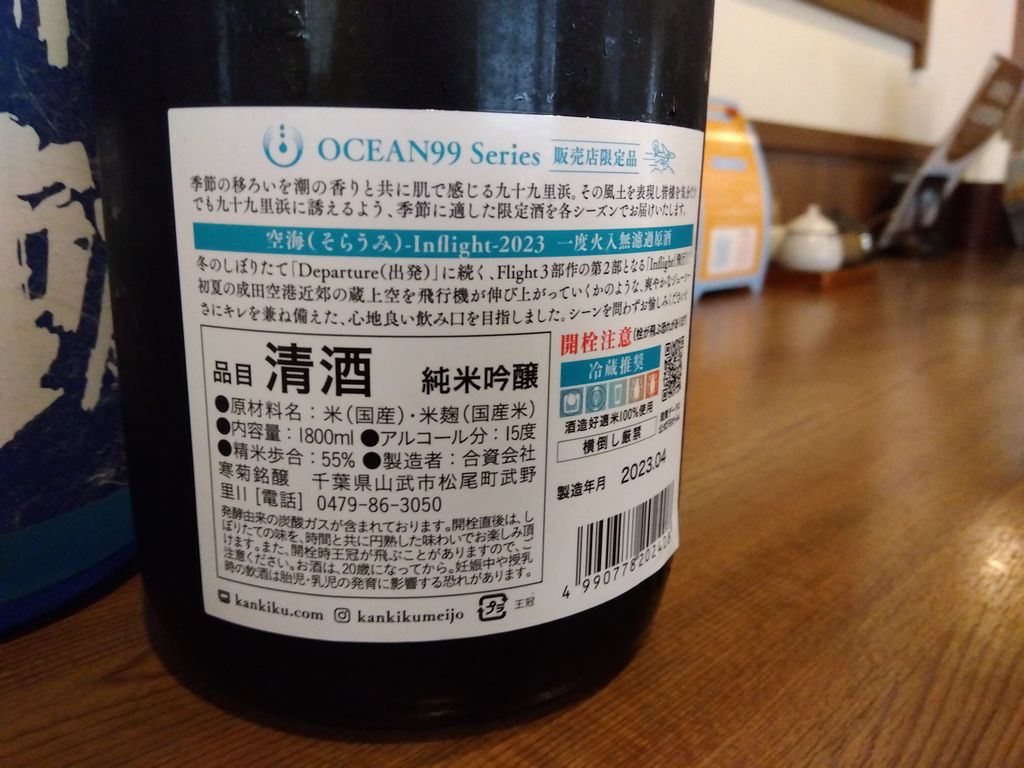 OCEAN99 Series 販売店限定品
季節の移ろいを潮の香りと共に肌で感じる九十九里浜。その風土を表現し皆様を
でも九十九里浜に誘えるよう、季節に適した限定酒を各シーズンでお届けいたします。
空海(そらうみ)-Inflight-2023 一度火入無濾過原酒
冬のしぼりたて「Departure(出発)」に続く、Flight3部作の第2部となる「Inflight
初夏の成田空港近郊の蔵上空を飛行機が伸び上がっていくかのような、爽やかなジューシー
さにキレを兼ね備えた、心地良い飲み口を目指しました。シーンを問わずお愉しみください
品目 清酒 純米吟醸
●原材料名:米(国産)・米麹(国産米)
●内容量:1800ml ●アルコール分:15度
●精米歩合:55% ●製造者:合資会社
寒菊銘醸 千葉県山武市松尾町武野
里11 [電話] 0479-86-3050
発酵由来の炭酸ガスが含まれております。開栓直後は、し
ぼりたての味を、時間と共に円熟した味わいでお楽しみ頂
けます。また、開栓時王冠が飛ぶことがありますので、ご
注意ください。お酒は、20歳になってから。妊娠中や授乳
時の飲酒は胎児・乳児の発育に影響する恐れがあります。
kankiku.com kankikumeijo プラ 王冠
開栓注意
冷蔵推奨
酒造好適米100%使用
横倒し厳禁
製造年月 2023.04
4 990778 202408